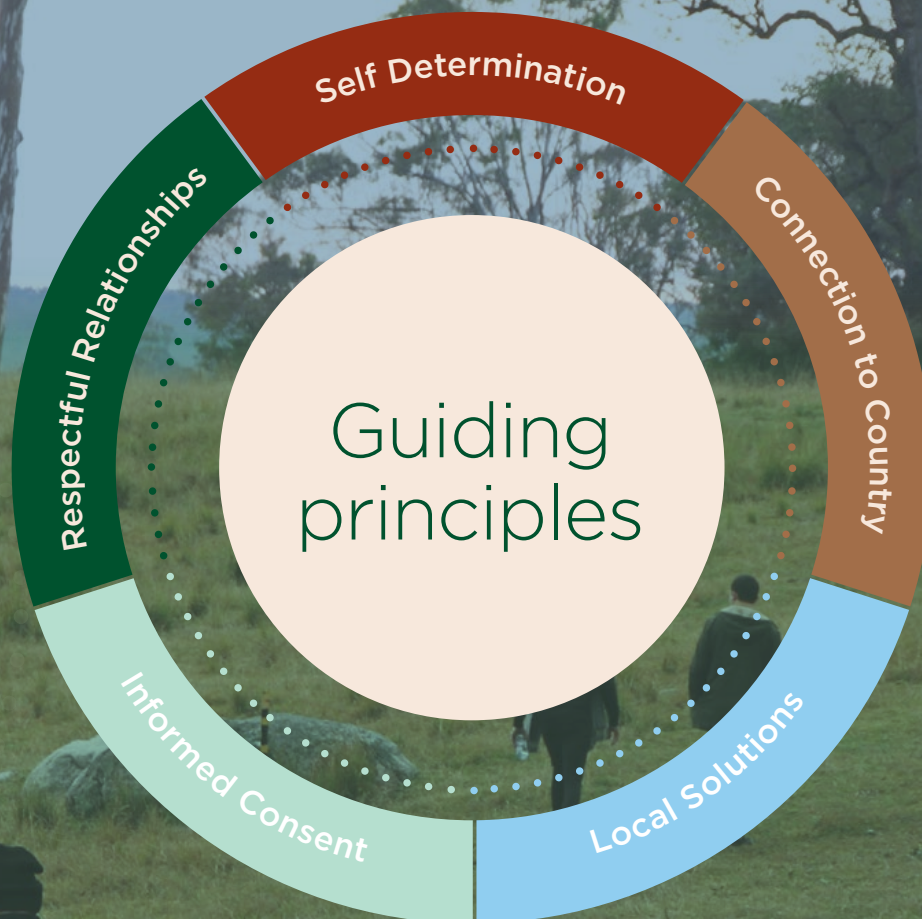 Guiding
principles
Self Determination
Connection to Country
Local Solutions
Informed Consent
Respectful Relationships